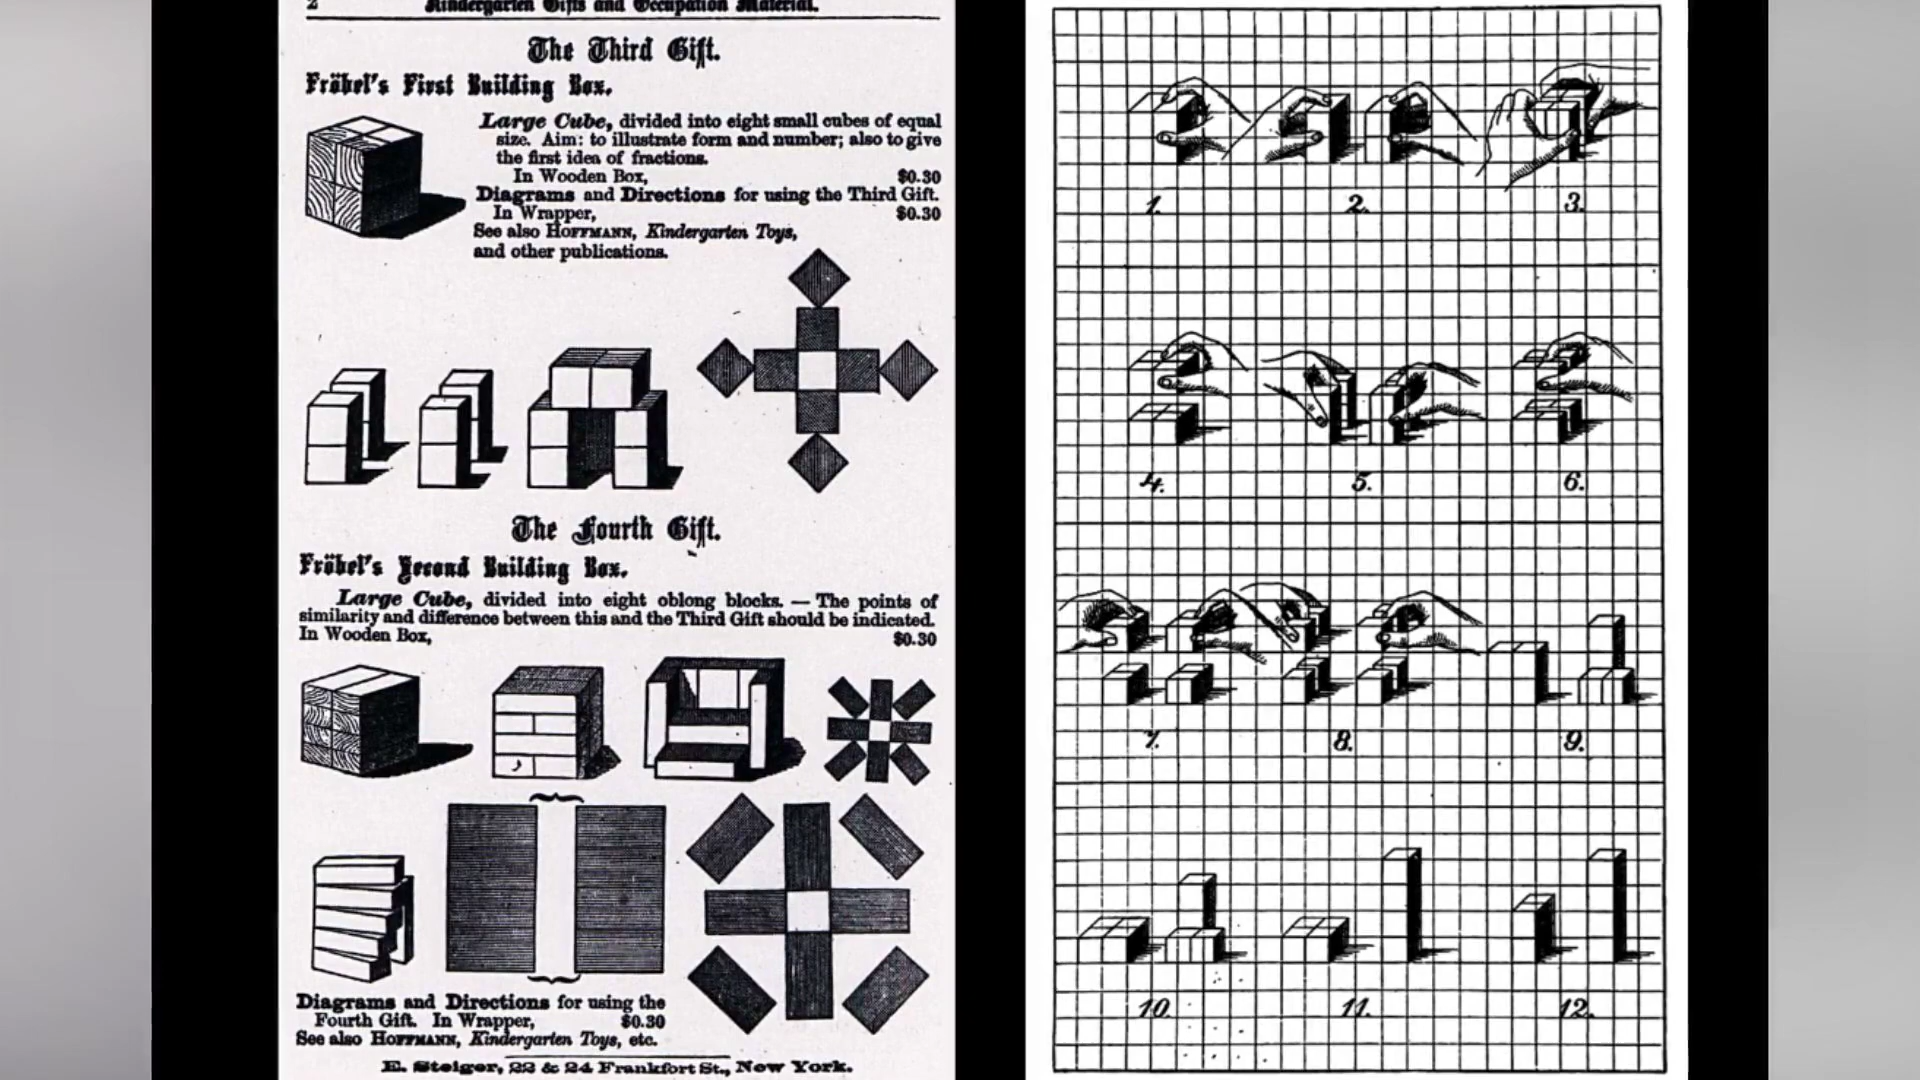 2 Kindergarten Gifts and Occupation Material.
The Third Gift.
Fröbel's First Building Box.
Large Cube, divided into eight small cubes of equal
size. Aim: to illustrate form and number; also to give
the first idea of fractions.
In Wooden Box, $0.30
Diagrams and Directions for using the Third Gift.
In Wrapper, $0.30
See also HOFFMANN, Kindergarten Toys,
and other publications.
The Fourth Gift.
Fröbel's Second Building Box.
Large Cube, divided into eight oblong blocks. — The points of
similarity and difference between this and the Third Gift should be indicated.
In Wooden Box, $0.30
Diagrams and Directions for using the
Fourth Gift. In Wrapper, $0.30
See also HOFFMANN, Kindergarten Toys, etc.
E. Steiger, 22 & 24 Frankfort St., New York.
1. 2. 3.
4. 5. 6.
7. 8. 9.
10. 11. 12.